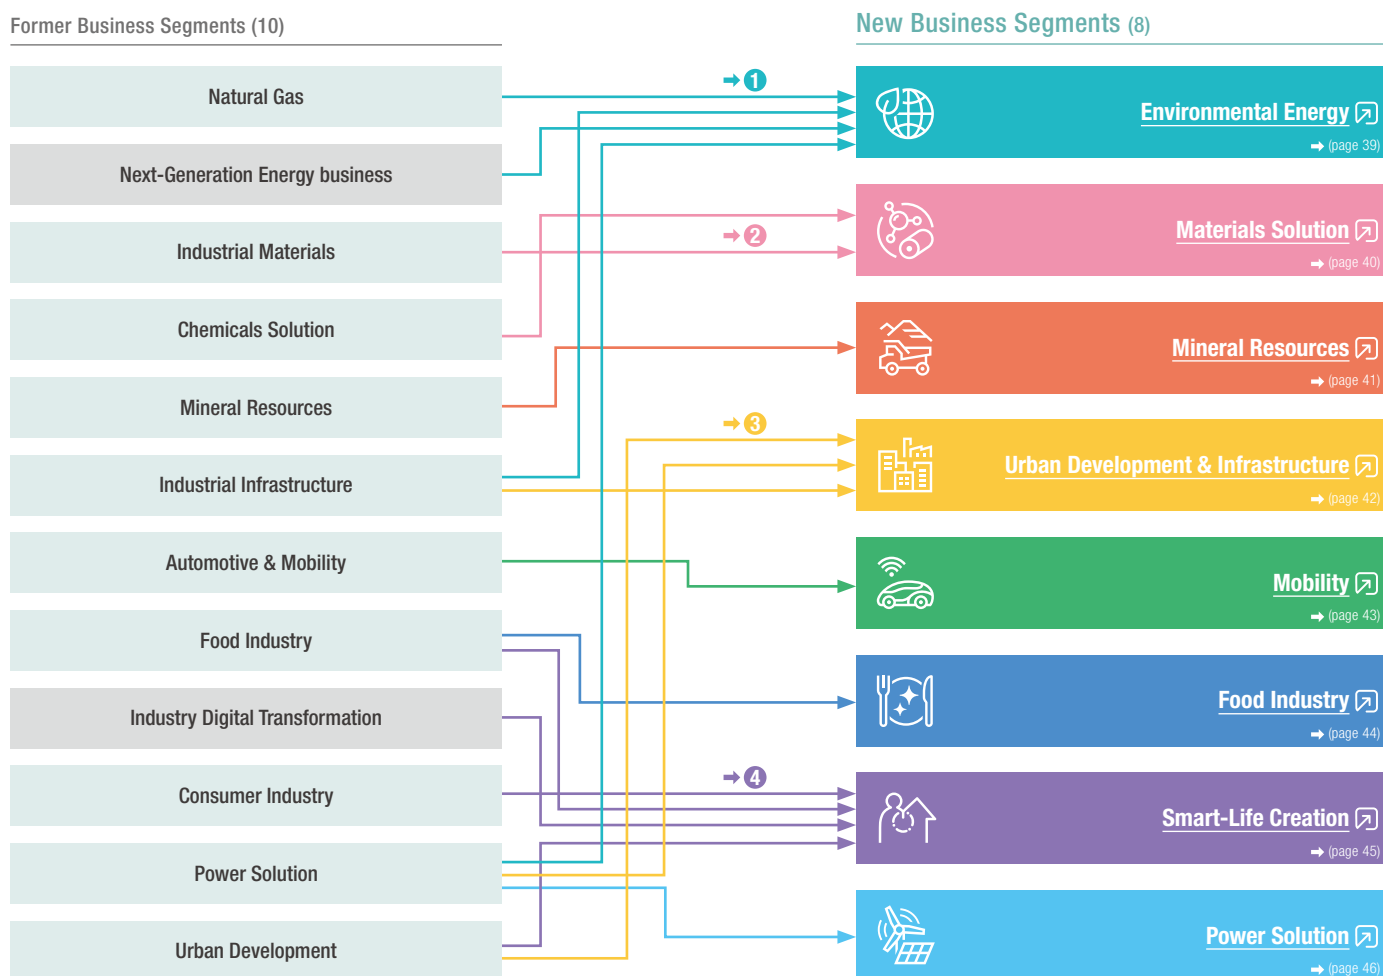 Former Business Segments (10)
New Business Segments (8)
Natural Gas
Next-Generation Energy business
Industrial Materials
Chemicals Solution
Mineral Resources
Industrial Infrastructure
Automotive & Mobility
Food Industry
Industry Digital Transformation
Consumer Industry
Power Solution
Urban Development
➡ 1
➡ 2
➡ 3
➡ 4
Environmental Energy
➡ (page 39)
Materials Solution
➡ (page 40)
Mineral Resources
➡ (page 41)
Urban Development & Infrastructure
➡ (page 42)
Mobility
➡ (page 43)
Food Industry
➡ (page 44)
Smart-Life Creation
➡ (page 45)
Power Solution
➡ (page 46)